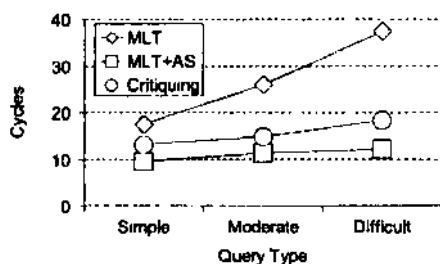 40
30
20
10
0
Cycles
MLT
MLT+AS
Critiquing
Simple Moderate Difficult
Query Type